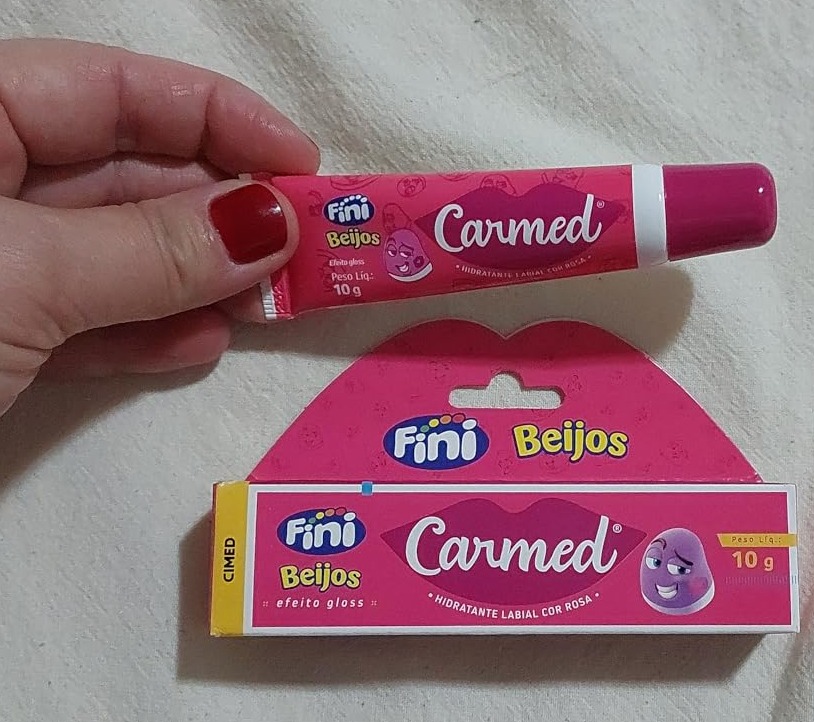 Fini
Beijos
Efeito gloss
Peso Líq.:
10 g
Carmed®
• HIDRATANTE LABIAL COR ROSA •
Fini Beijos
CIMED
Fini
Beijos
efeito gloss
Carmed®
• HIDRATANTE LABIAL COR ROSA •
Peso Líq.:
10 g